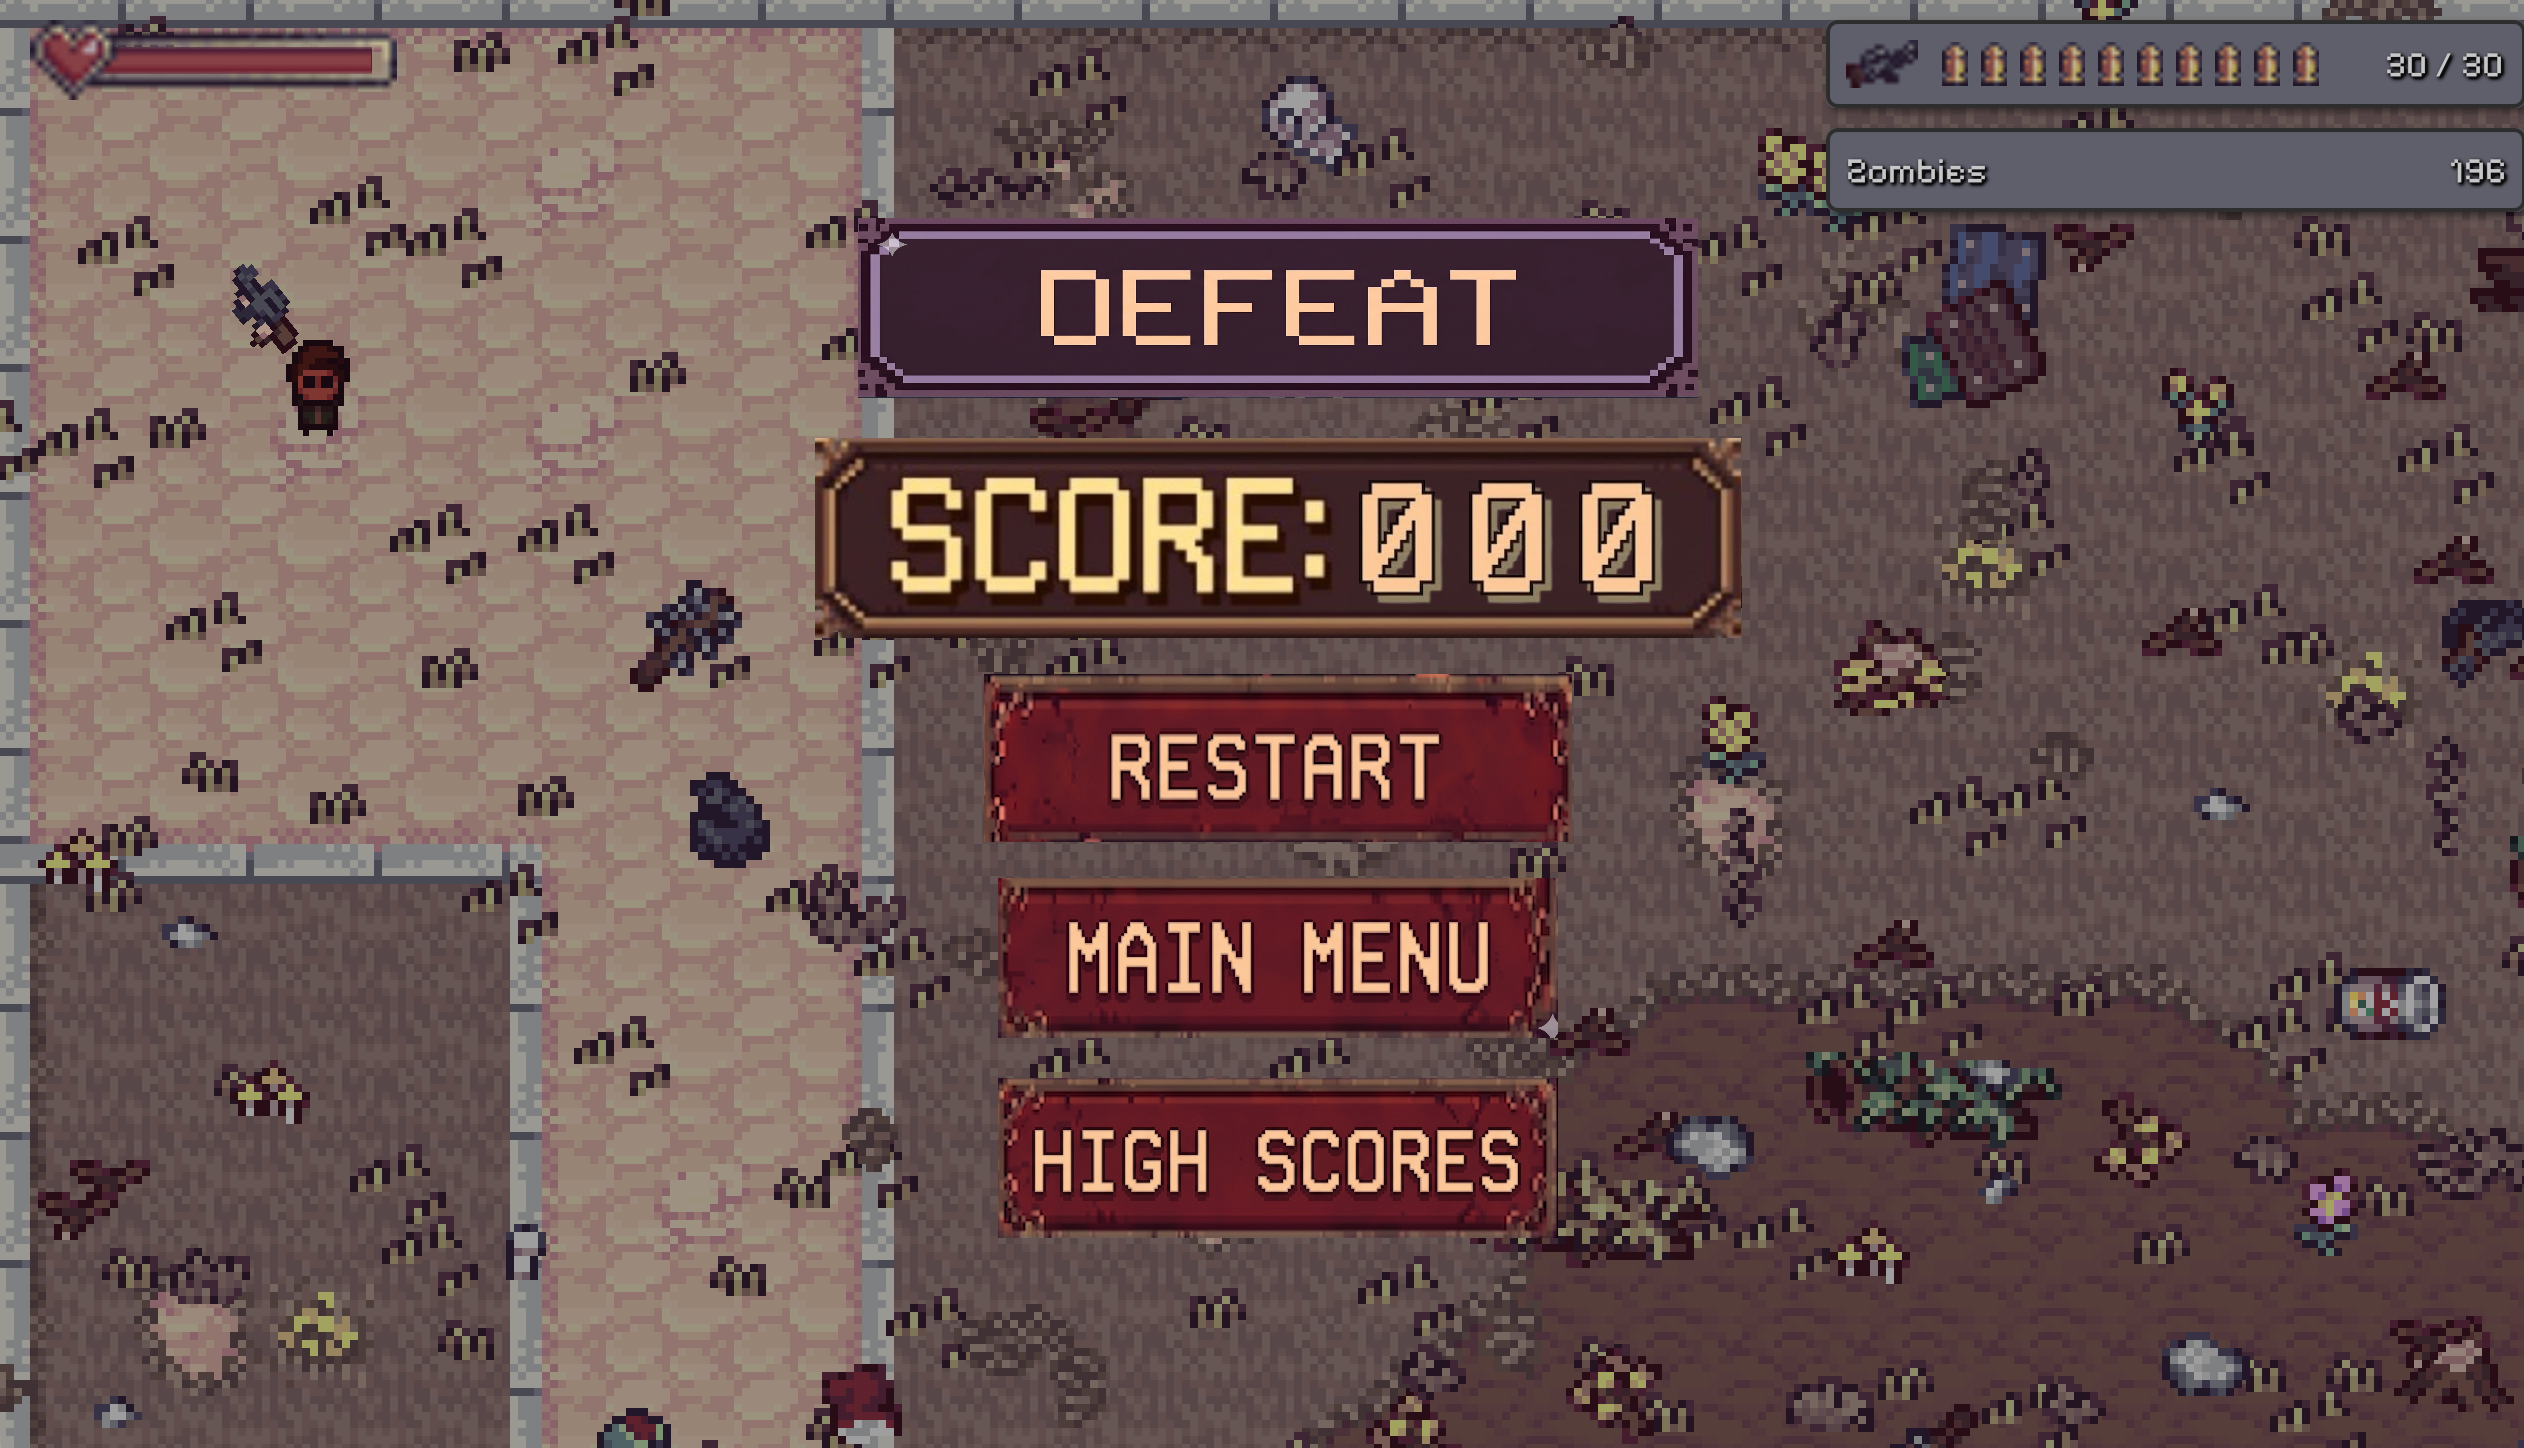 30 / 30
Zombies 196
DEFEAT
SCORE: 000
RESTART
MAIN MENU
HIGH SCORES